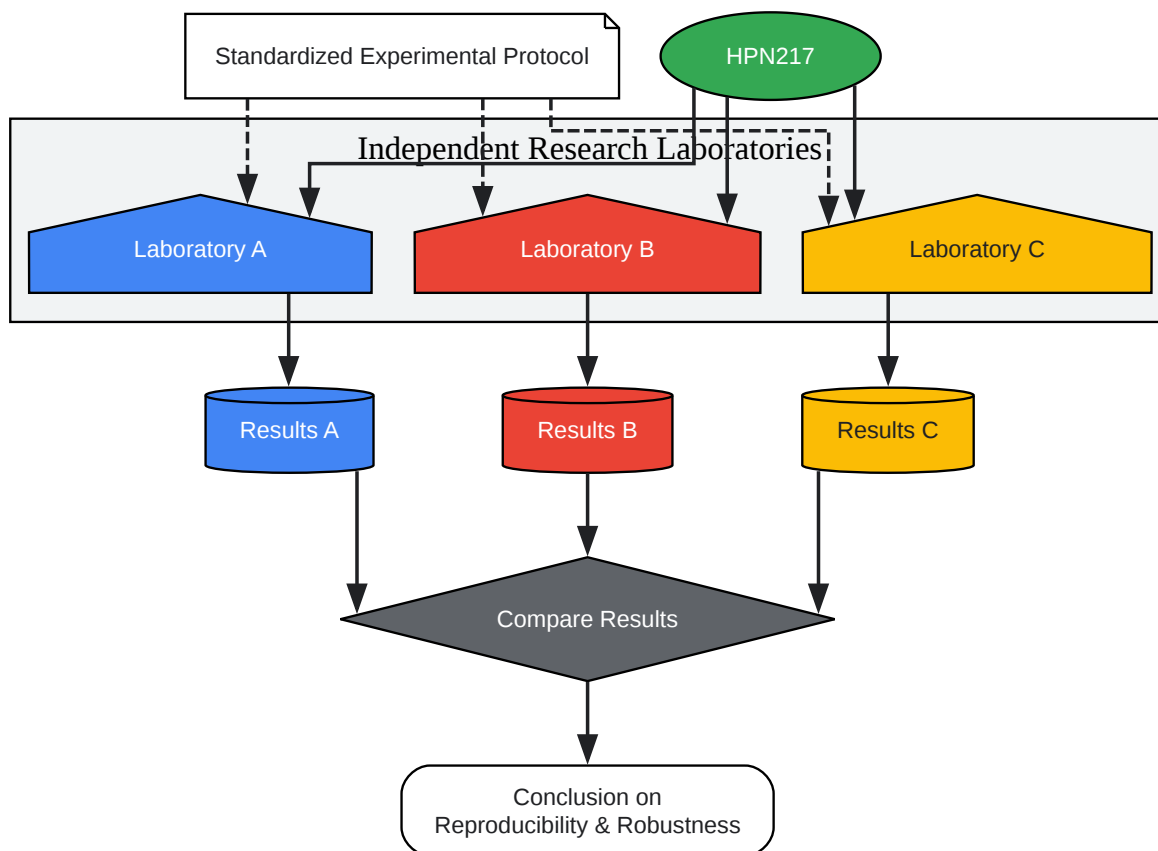 Standardized Experimental Protocol
HPN217
Independent Research Laboratories
Laboratory A
Laboratory B
Laboratory C
Results A
Results B
Results C
Compare Results
Conclusion on
Reproducibility & Robustness